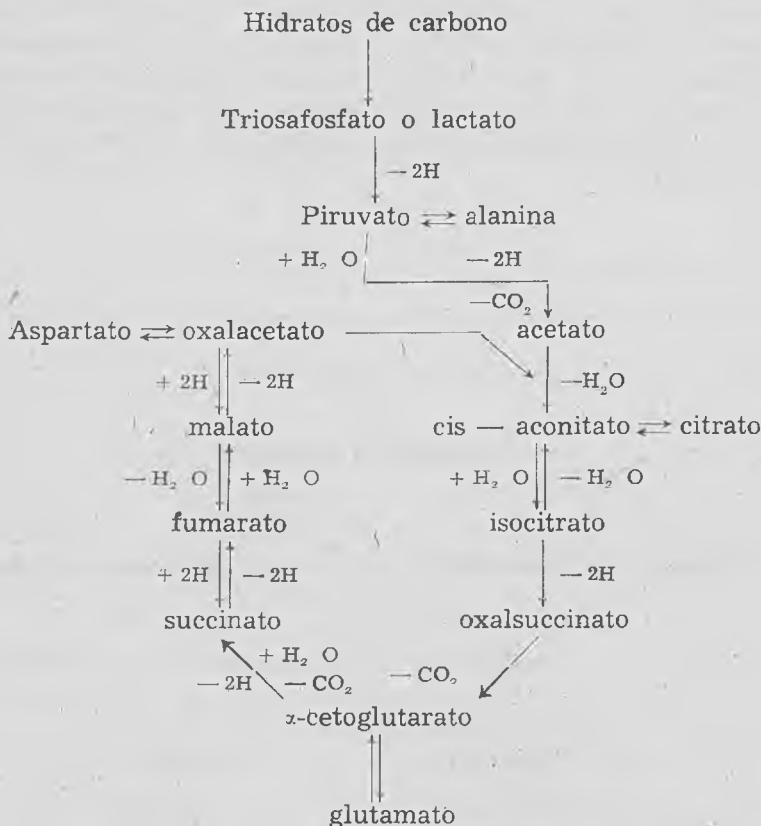 Hidratos de carbono
Triosafosfato o lactato
— 2H
Piruvato ⇄ alanina
+ H₂ O — 2H
—CO₂
Aspartato ⇄ oxalacetato acetato
+ 2H — 2H —H₂O
malato cis — aconitato ⇄ citrato
— H₂ O + H₂ O + H₂ O — H₂ O
fumarato isocitrato
+ 2H — 2H — 2H
succinato oxalsuccinato
+ H₂ O
— 2H — CO₂ — CO₂
α-cetoglutarato
glutamato